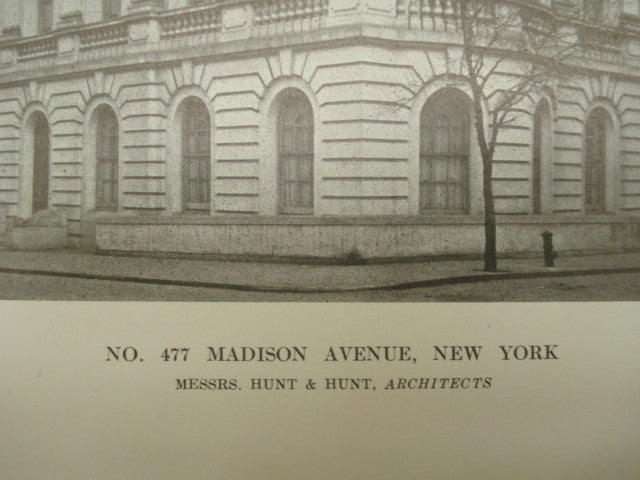 NO. 477 MADISON AVENUE, NEW YORK
MESSRS. HUNT & HUNT, ARCHITECTS